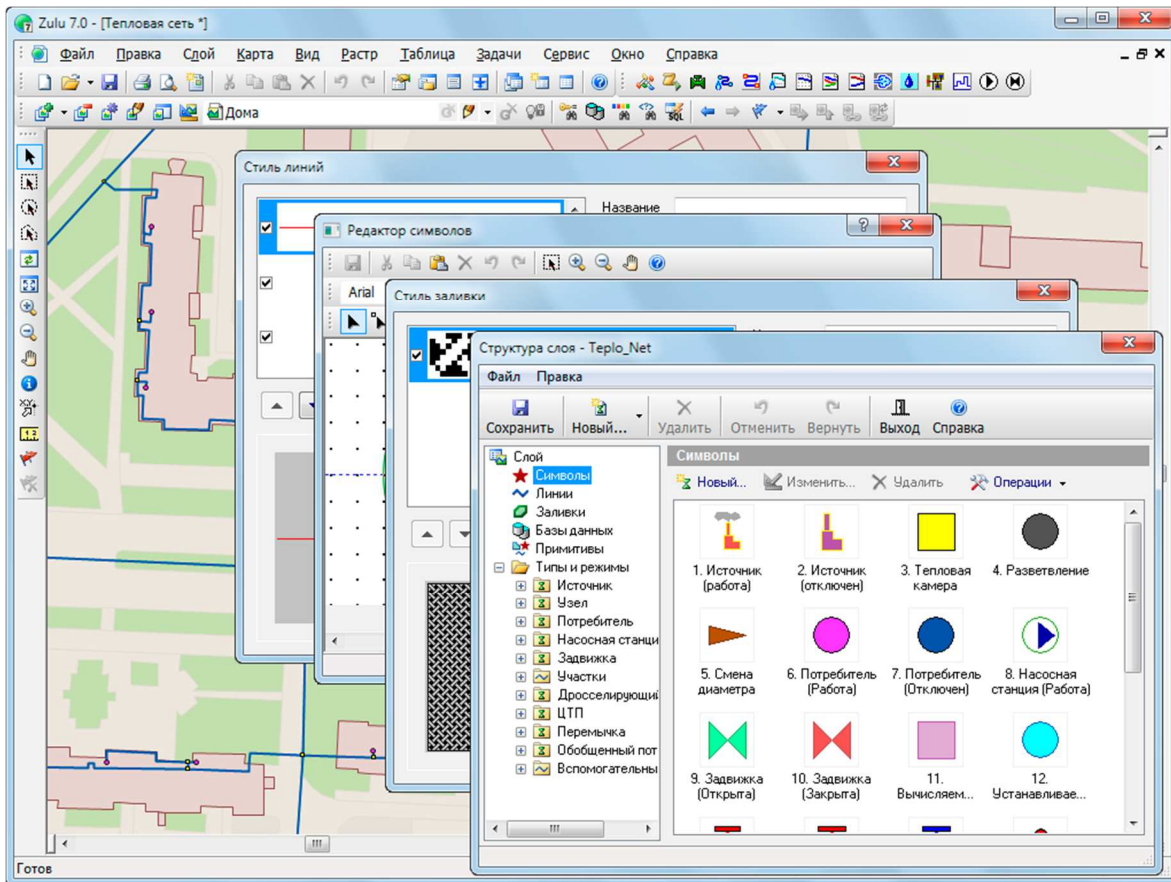 Zulu 7.0 - [Тепловая сеть *]
Файл Правка Слой Карта Вид Растр Таблица Задачи Сервис Окно Справка
Дома
Стиль линий
Название
Редактор символов
Arial
Стиль заливки
Структура слоя - Teplo_Net
Файл Правка
Сохранить Новый... Удалить Отменить Вернуть Выход Справка
Слой
Символы
Линии
Заливки
Базы данных
Примитивы
Типы и режимы
Источник
Узел
Потребитель
Насосная станци
Задвижка
Участки
Дросселирующи
ЦТП
Перемычка
Обобщенный пот
Вспомогательны
Символы
Новый... Изменить... Удалить Операции
1. Источник (работа)
2. Источник (отключен)
3. Тепловая камера
4. Разветвление
5. Смена диаметра
6. Потребитель (Работа)
7. Потребитель (Отключен)
8. Насосная станция (Работа)
9. Задвижка (Открыта)
10. Задвижка (Закрыта)
11. Вычисляем...
12. Устанавливае...
Готов